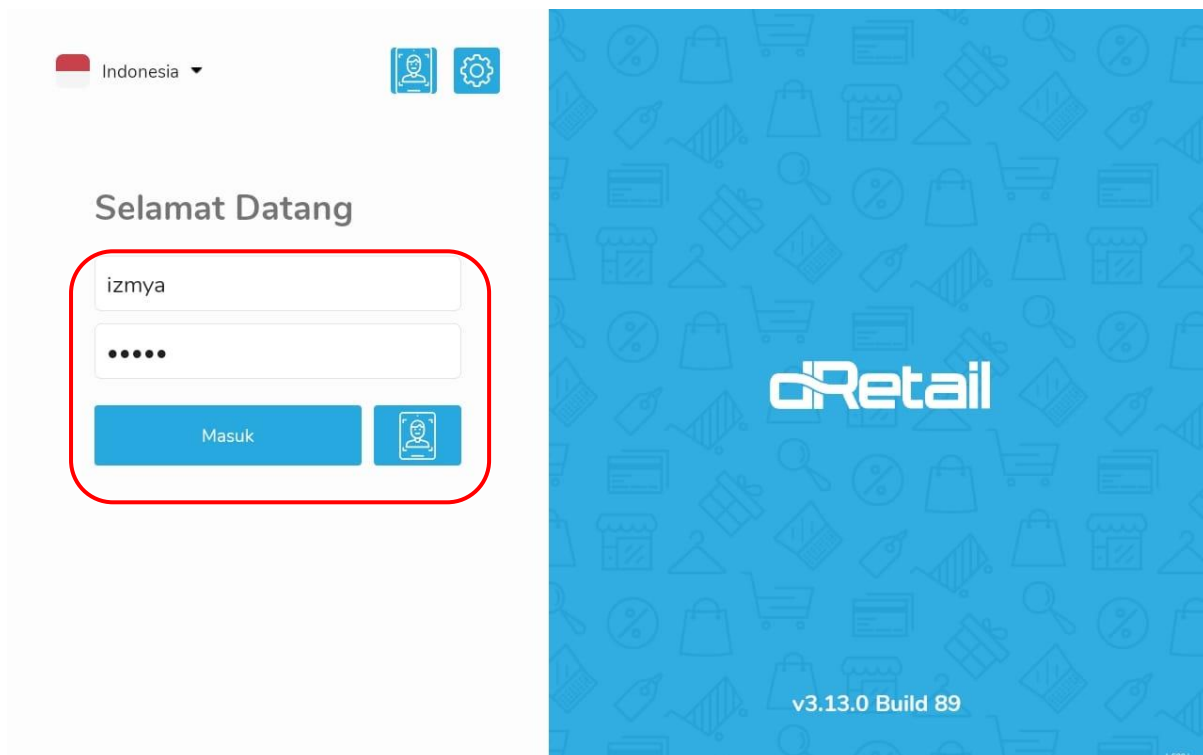 Indonesia
Selamat Datang
izmya
•••••
Masuk
dRetail
v3.13.0 Build 89